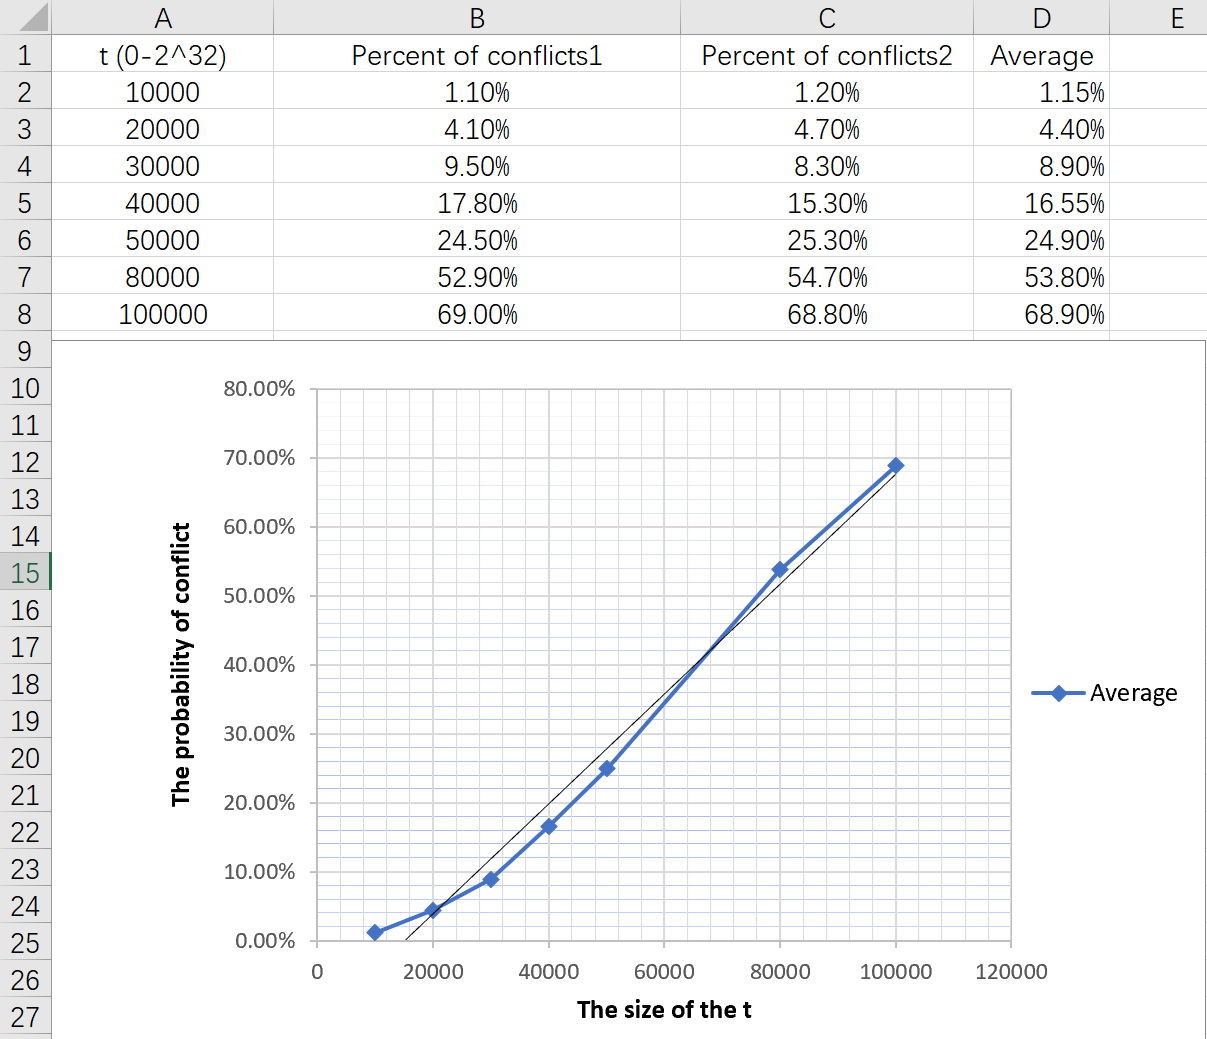 A B C D E
1 t (0-2^32) Percent of conflicts1 Percent of conflicts2 Average
2 10000 1.10% 1.20% 1.15%
3 20000 4.10% 4.70% 4.40%
4 30000 9.50% 8.30% 8.90%
5 40000 17.80% 15.30% 16.55%
6 50000 24.50% 25.30% 24.90%
7 80000 52.90% 54.70% 53.80%
8 100000 69.00% 68.80% 68.90%
9
10
11
12
13
14
15
16
17
18
19
20
21
22
23
24
25
26
27
80.00%
70.00%
60.00%
50.00%
40.00%
30.00%
20.00%
10.00%
0.00%
The probability of conflict
0 20000 40000 60000 80000 100000 120000
The size of the t
Average